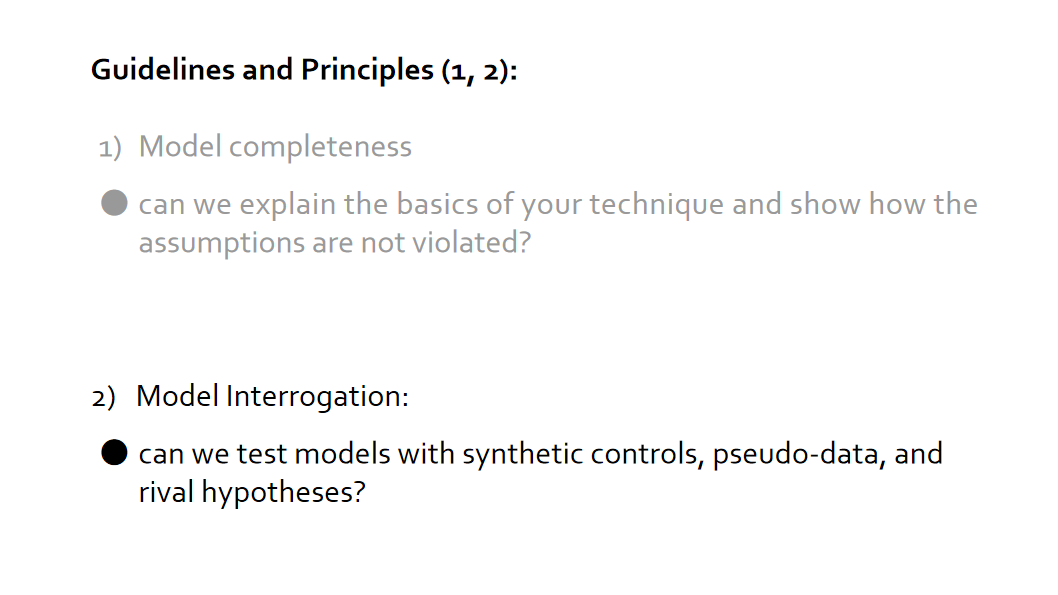 Guidelines and Principles (1, 2):
1) Model completeness
● can we explain the basics of your technique and show how the
assumptions are not violated?
2) Model Interrogation:
● can we test models with synthetic controls, pseudo-data, and
rival hypotheses?